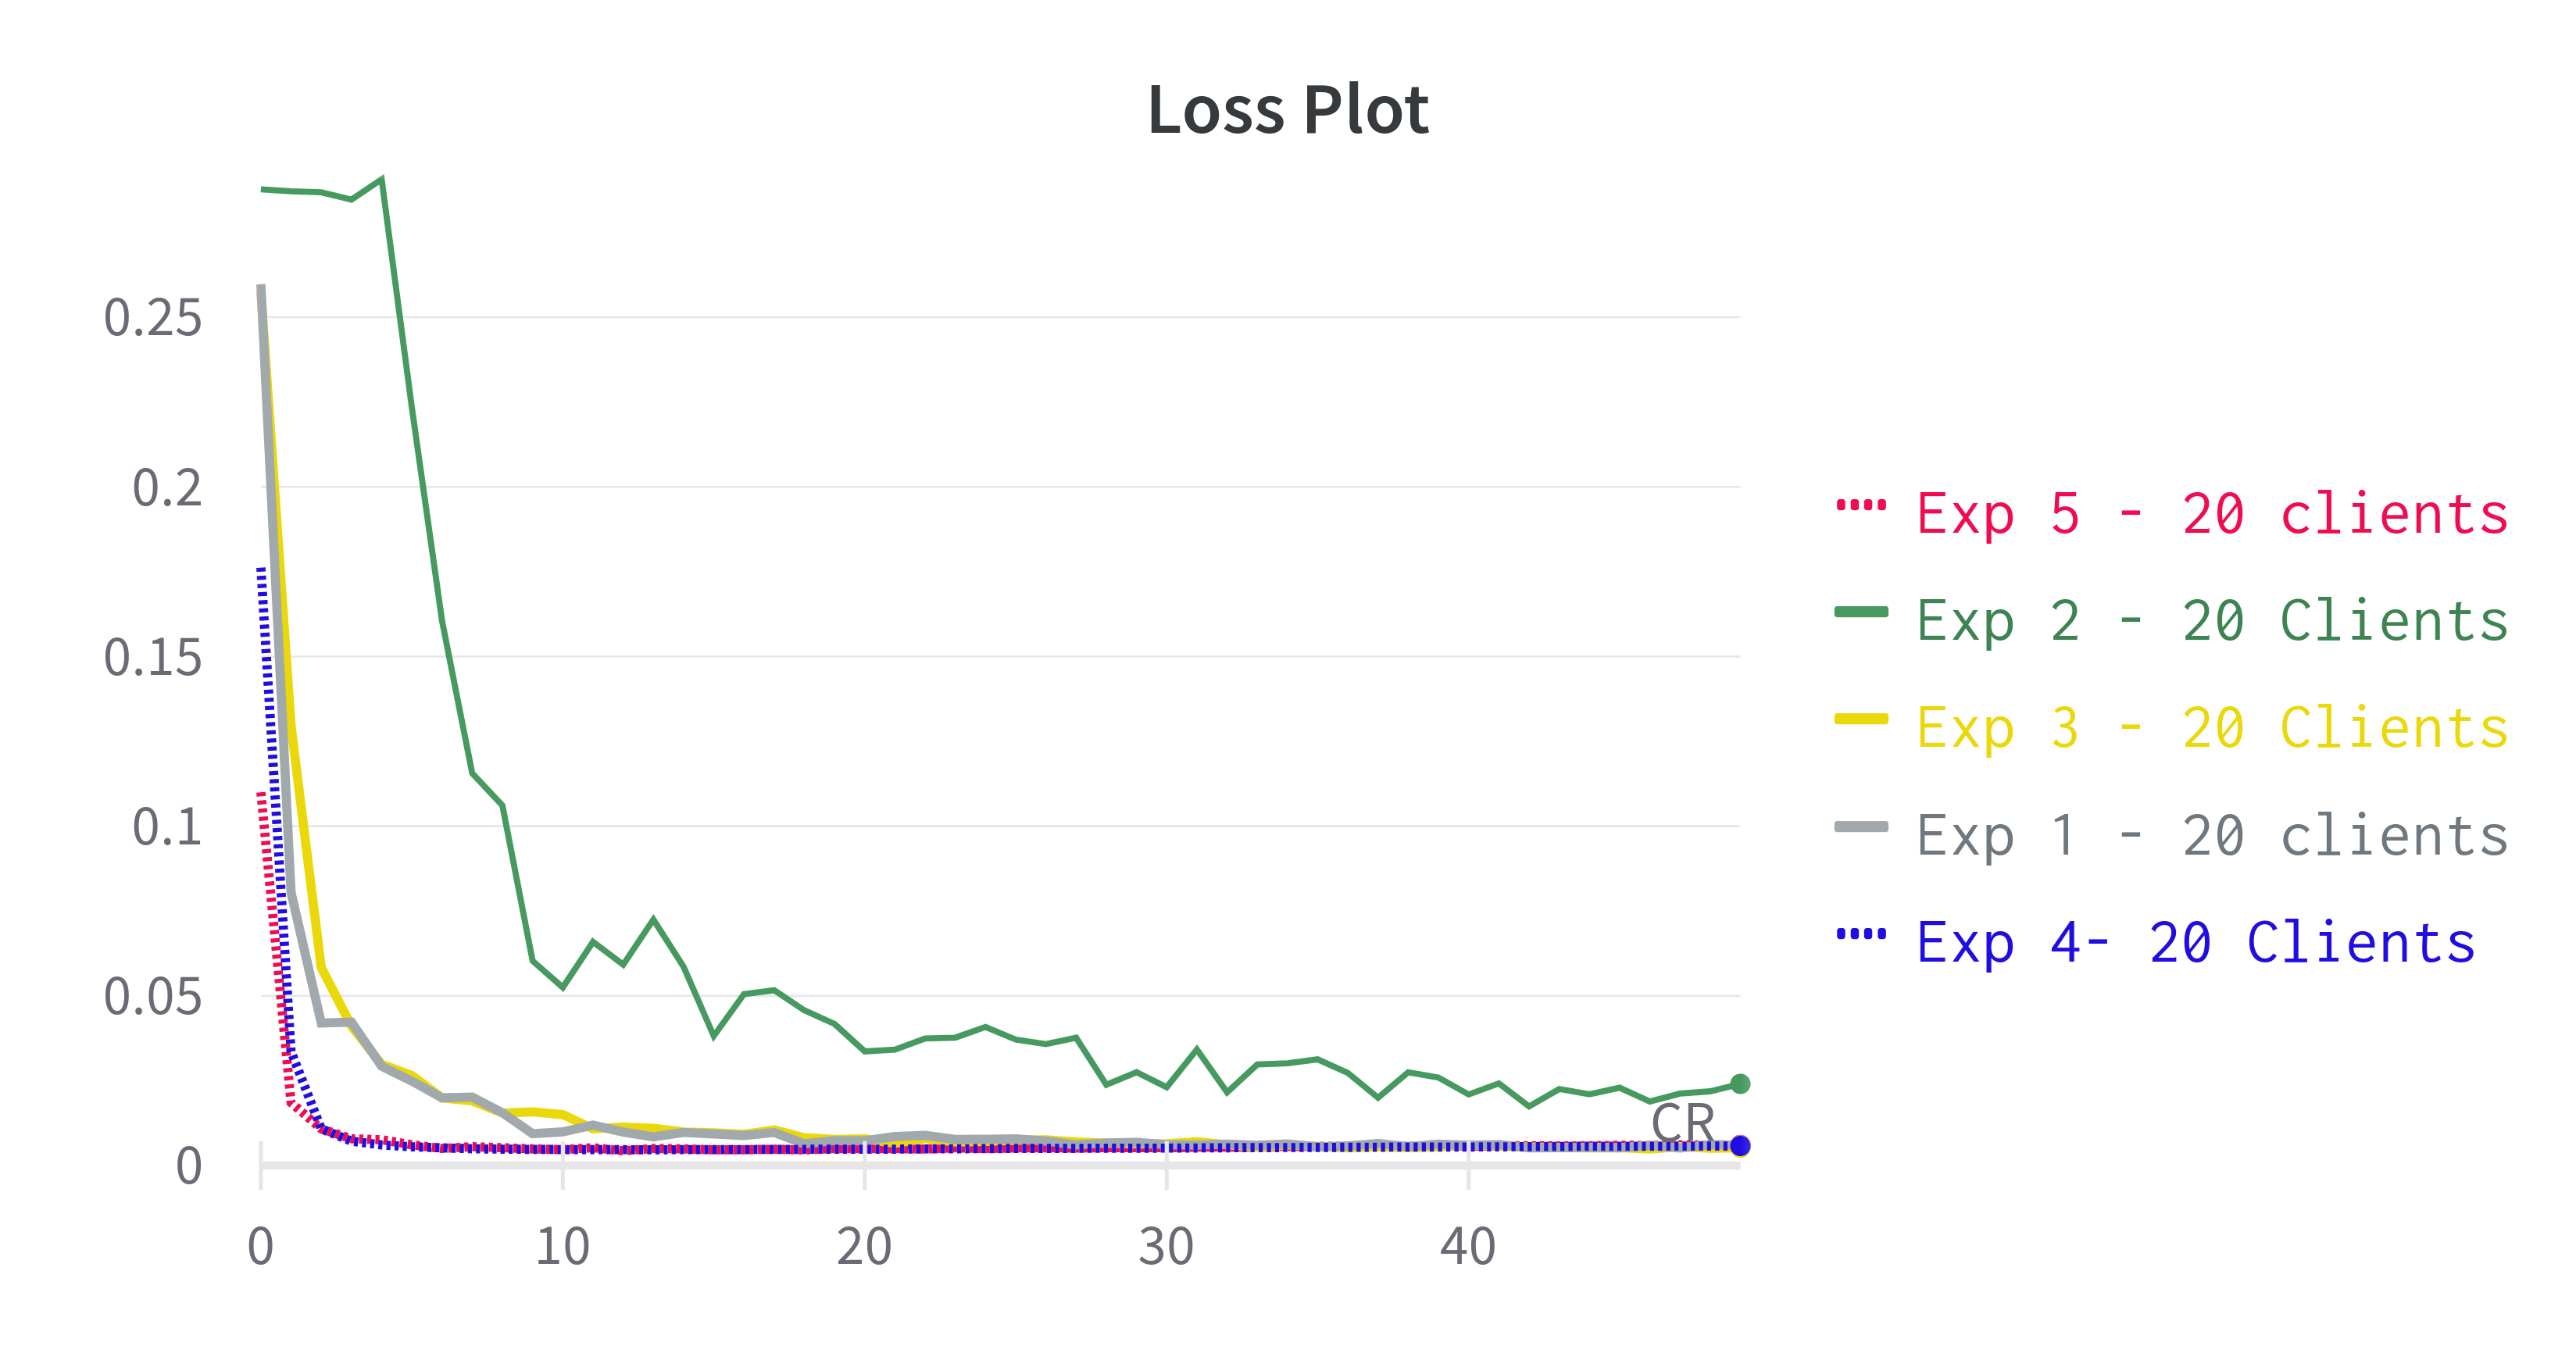 Loss Plot
0.25
0.2
0.15
0.1
0.05
0
0 10 20 30 40
CR
Exp 5 - 20 clients
Exp 2 - 20 Clients
Exp 3 - 20 Clients
Exp 1 - 20 clients
Exp 4- 20 Clients